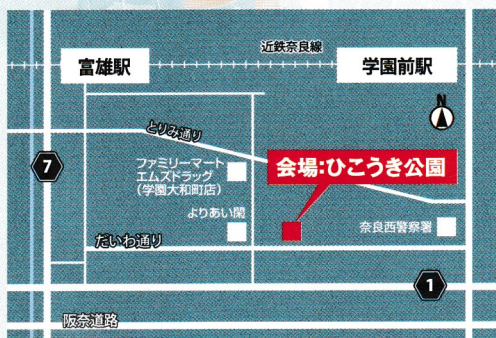 近鉄奈良線
富雄駅
学園前駅
N
とりみ通り
7
ファミリーマート
エムズドラッグ
(学園大和町店)
会場:ひこうき公園
よりあい関
奈良西警察署
だいわ通り
1
阪奈道路